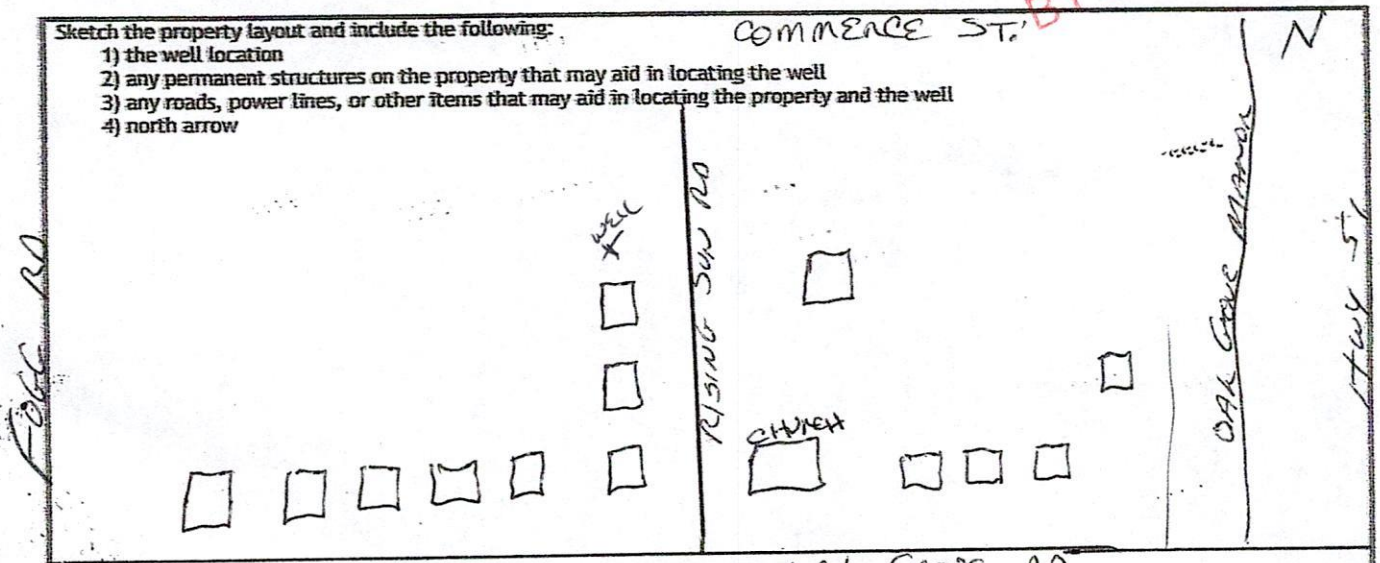 COMMERCE ST.
Sketch the property layout and include the following:
1) the well location
2) any permanent structures on the property that may aid in locating the well
3) any roads, power lines, or other items that may aid in locating the property and the well
4) north arrow
N
FOGG RD
WELL
RISING SUN RD
CHURCH
OAK GROVE MANOR
HWY 51
RD